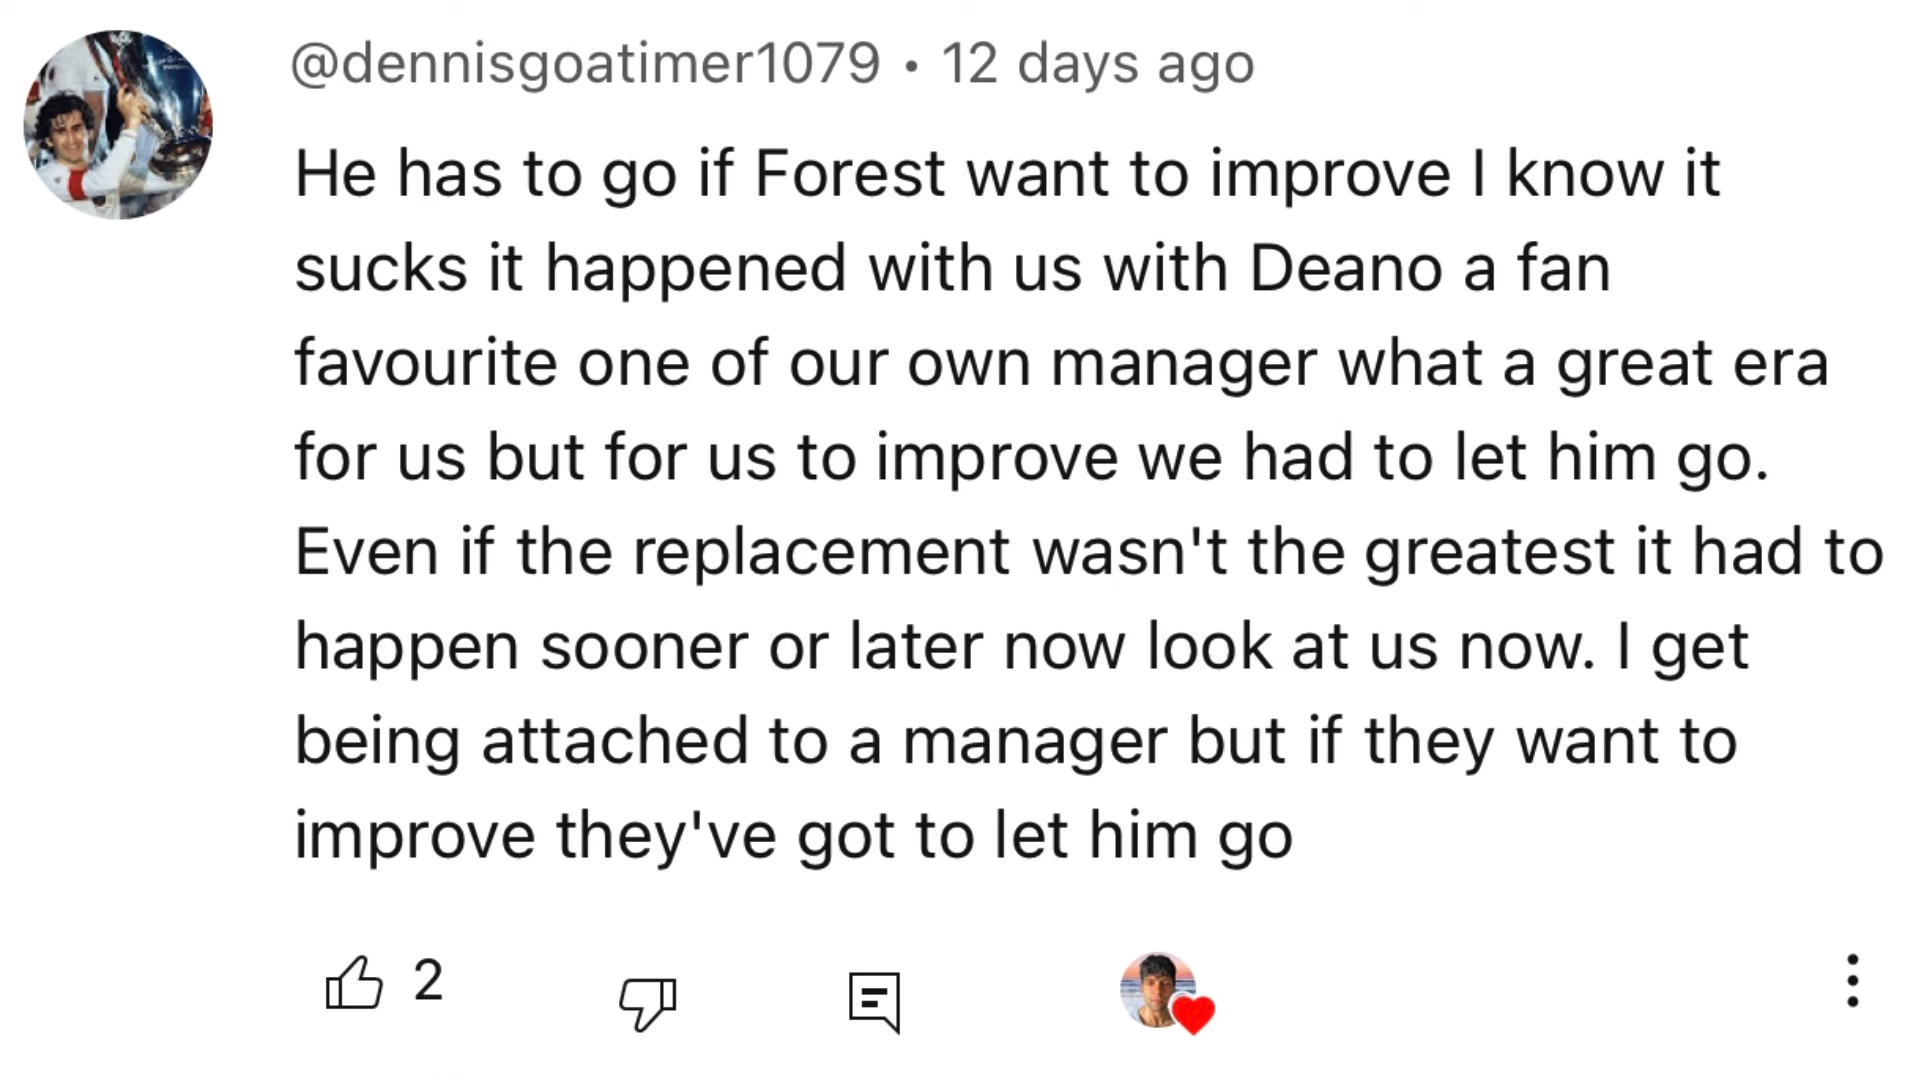 @dennisgoatimer1079 • 12 days ago
He has to go if Forest want to improve I know it
sucks it happened with us with Deano a fan
favourite one of our own manager what a great era
for us but for us to improve we had to let him go.
Even if the replacement wasn't the greatest it had to
happen sooner or later now look at us now. I get
being attached to a manager but if they want to
improve they've got to let him go
2